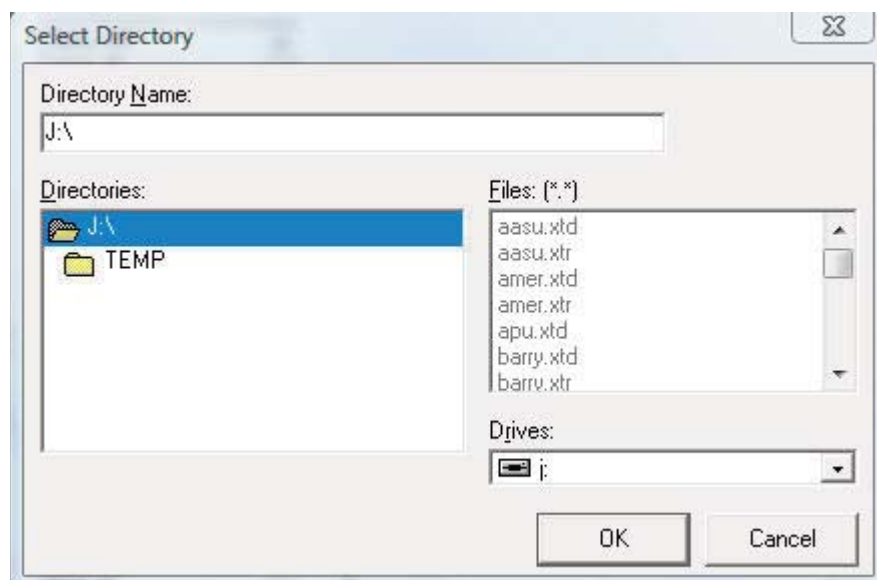 Select Directory
Directory Name:
J:\
Directories:
J:\
TEMP
Files: (*.*)
aasu.xtd
aasu.xtr
amer.xtd
amer.xtr
apu.xtd
barry.xtd
barry.xtr
Drives:
j:
OK
Cancel